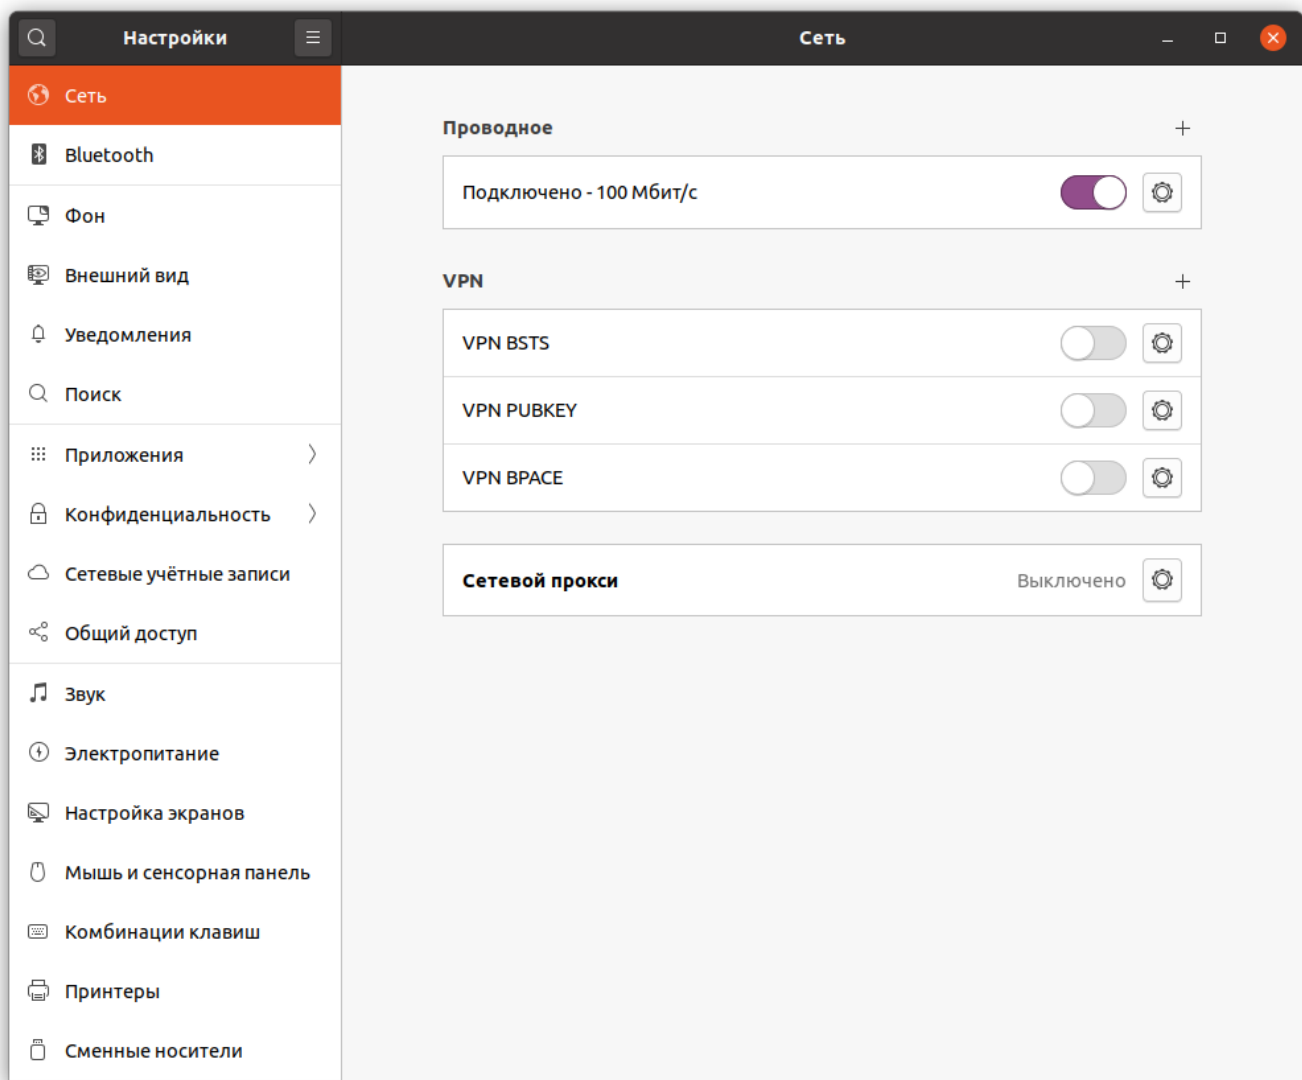 Настройки
Сеть
Сеть
Bluetooth
Фон
Внешний вид
Уведомления
Поиск
Приложения
Конфиденциальность
Сетевые учётные записи
Общий доступ
Звук
Электропитание
Настройка экранов
Мышь и сенсорная панель
Комбинации клавиш
Принтеры
Сменные носители
Проводное
Подключено - 100 Мбит/с
VPN
VPN BSTS
VPN PUBKEY
VPN BPACE
Сетевой прокси Выключено